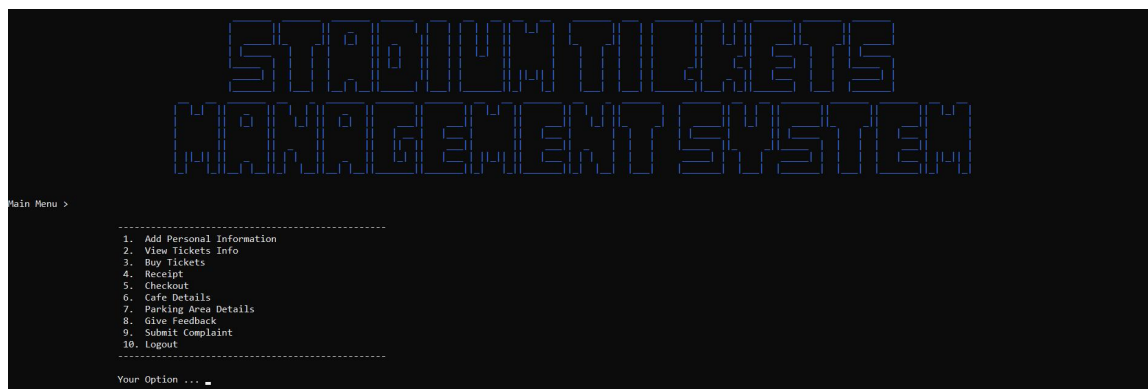 STADIUM TICKETS
MANAGEMENT SYSTEM
Main Menu >
------------------------------------------------
1. Add Personal Information
2. View Tickets Info
3. Buy Tickets
4. Receipt
5. Checkout
6. Cafe Details
7. Parking Area Details
8. Give Feedback
9. Submit Complaint
10. Logout
------------------------------------------------
Your Option ...